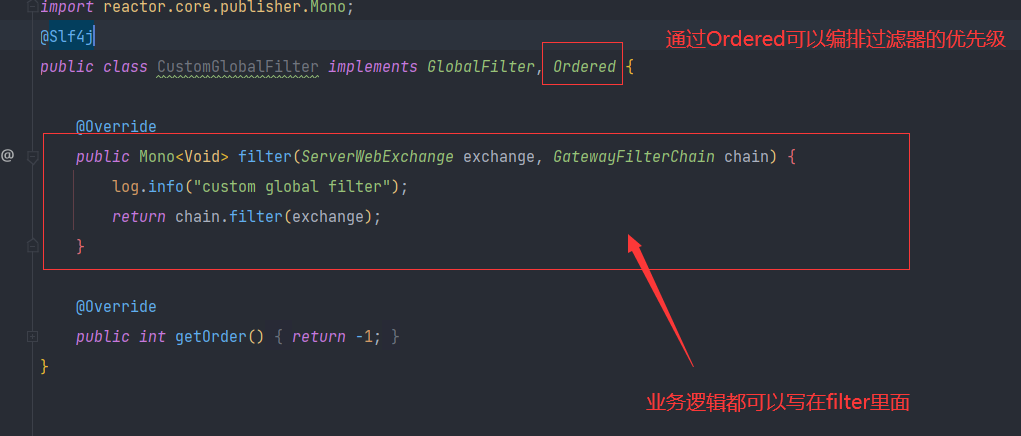 import reactor.core.publisher.Mono;
@Slf4j
通过Ordered可以编排过滤器的优先级
public class CustomGlobalFilter implements GlobalFilter, Ordered {
@Override
@
public Mono<Void> filter(ServerWebExchange exchange, GatewayFilterChain chain) {
log.info("custom global filter");
return chain.filter(exchange);
}
@Override
public int getOrder() { return -1; }
}
业务逻辑都可以写在filter里面